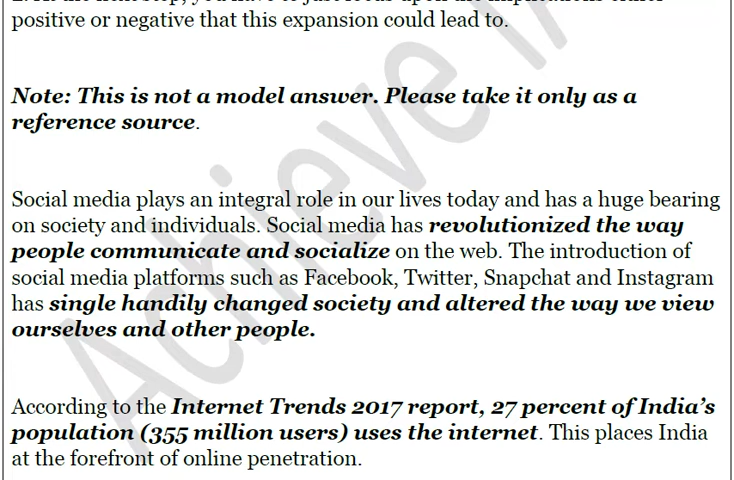 positive or negative that this expansion could lead to.
Note: This is not a model answer. Please take it only as a
reference source.
Social media plays an integral role in our lives today and has a huge bearing
on society and individuals. Social media has revolutionized the way
people communicate and socialize on the web. The introduction of
social media platforms such as Facebook, Twitter, Snapchat and Instagram
has single handily changed society and altered the way we view
ourselves and other people.
According to the Internet Trends 2017 report, 27 percent of India's
population (355 million users) uses the internet. This places India
at the forefront of online penetration.
Achieve